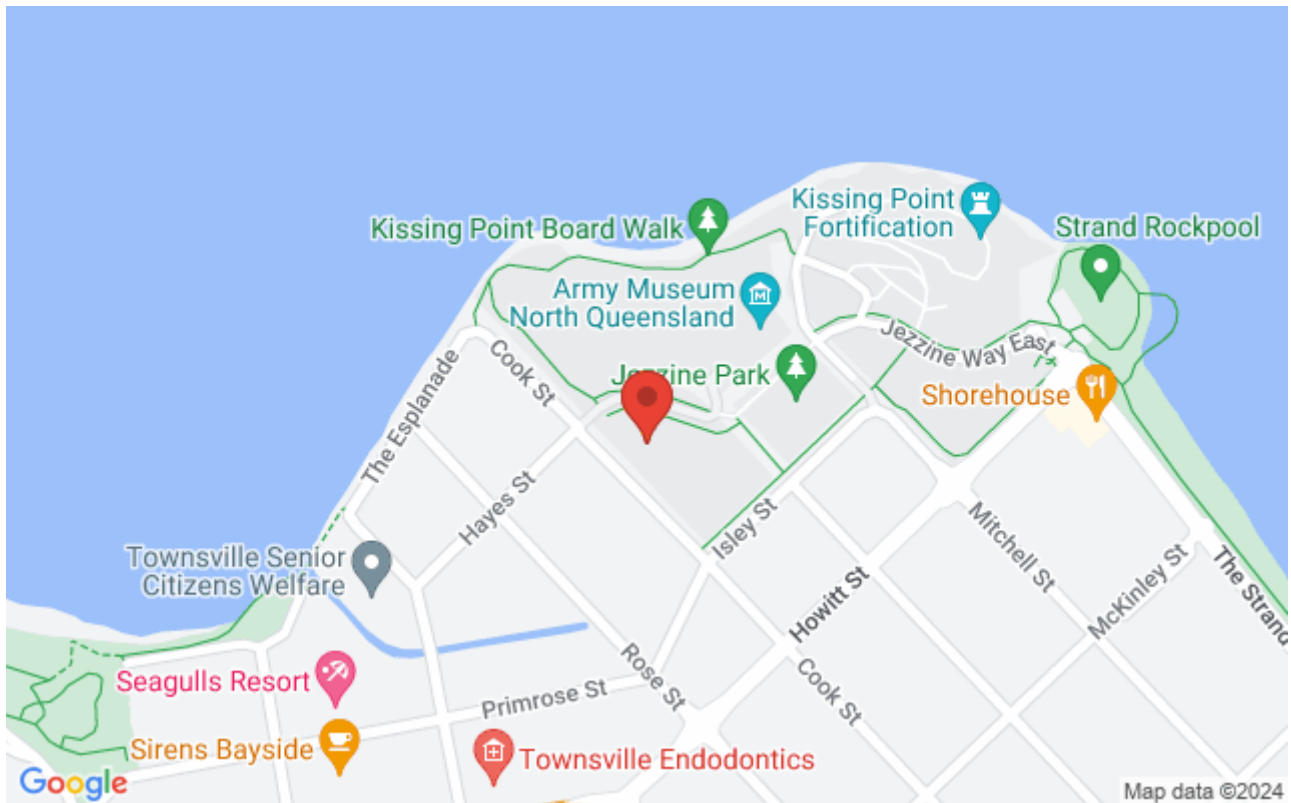 Kissing Point
Fortification
Kissing Point Board Walk
Strand Rockpool
Army Museum
North Queensland
Jezzine Way East
The Esplanade
Cook St
Jezzine Park
Shorehouse
Hayes St
Isley St
Mitchell St
Townsville Senior
Citizens Welfare
Howitt St
McKinley St
The Strand
Seagulls Resort
Primrose St
Rose St
Cook St
Sirens Bayside
Townsville Endodontics
Google
Map data ©2024